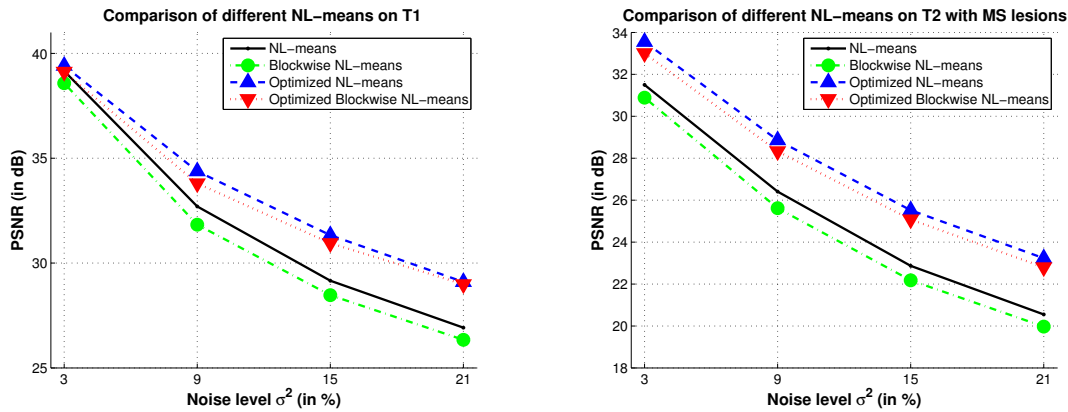 Comparison of different NL−means on T1
NL−means
Blockwise NL−means
Optimized NL−means
Optimized Blockwise NL−means
PSNR (in dB)
40
35
30
25
3 9 15 21
Noise level σ² (in %)
Comparison of different NL−means on T2 with MS lesions
NL−means
Blockwise NL−means
Optimized NL−means
Optimized Blockwise NL−means
PSNR (in dB)
34
32
30
28
26
24
22
20
18
3 9 15 21
Noise level σ² (in %)